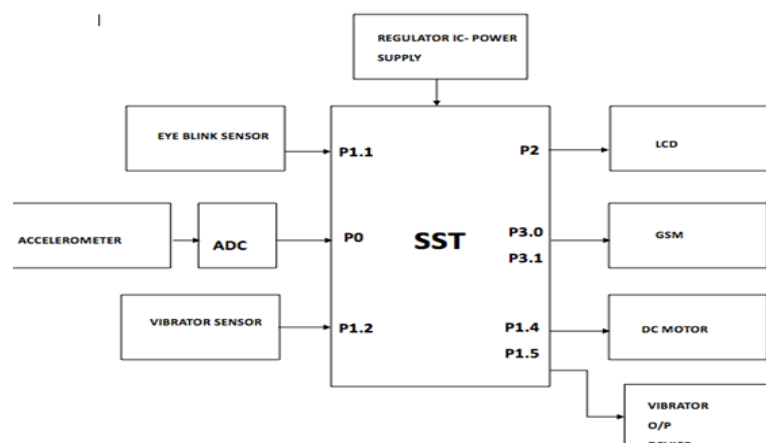 REGULATOR IC- POWER
SUPPLY
EYE BLINK SENSOR
P1.1
P2
LCD
ACCELEROMETER
ADC
P0
SST
P3.0
P3.1
GSM
VIBRATOR SENSOR
P1.2
P1.4
P1.5
DC MOTOR
VIBRATOR
O/P